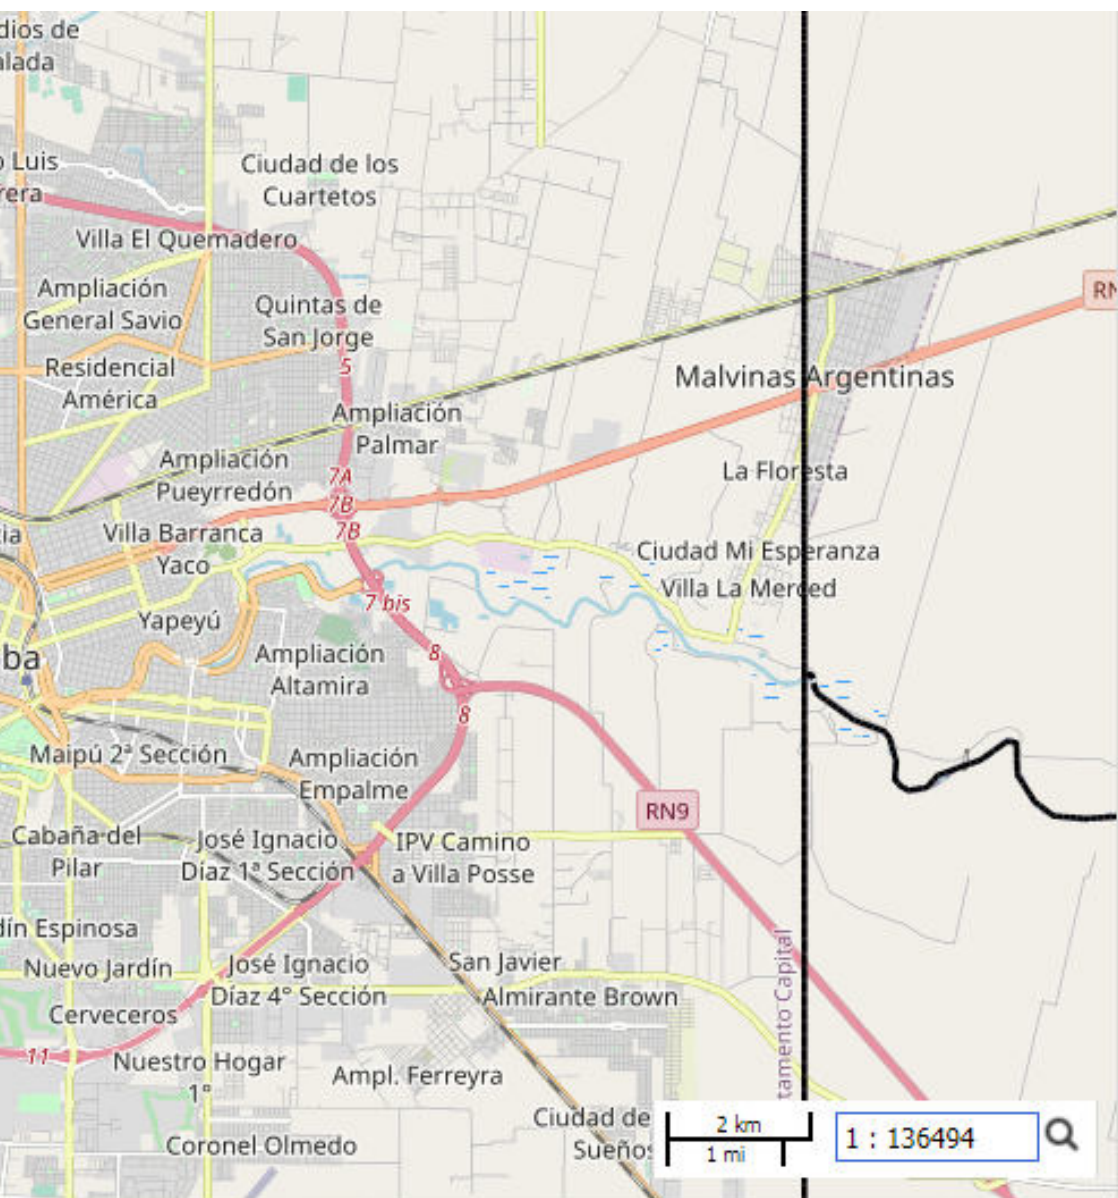 dios de
alada
o Luis
rera
Ciudad de los
Cuartetos
Villa El Quemadero
Ampliación
General Savio
Quintas de
San Jorge
RN
5
Residencial
América
Malvinas Argentinas
Ampliación
Palmar
Ampliación
Pueyrredón
7A
La Floresta
7B
7B
cia
Villa Barranca
Yaco
Ciudad Mi Esperanza
Villa La Merced
7 bis
Yapeyú
8
ba
Ampliación
Altamira
8
Maipú 2ª Sección
Ampliación
Empalme
RN9
Cabaña del
Pilar
José Ignacio
Díaz 1ª Sección
IPV Camino
a Villa Posse
dín Espinosa
Nuevo Jardín
José Ignacio
Díaz 4° Sección
San Javier
Almirante Brown
Cerveceros
tamento Capital
11
Nuestro Hogar
1°
Ampl. Ferreyra
Ciudad de
Sueños
Coronel Olmedo
2 km
1 mi
1 : 136494